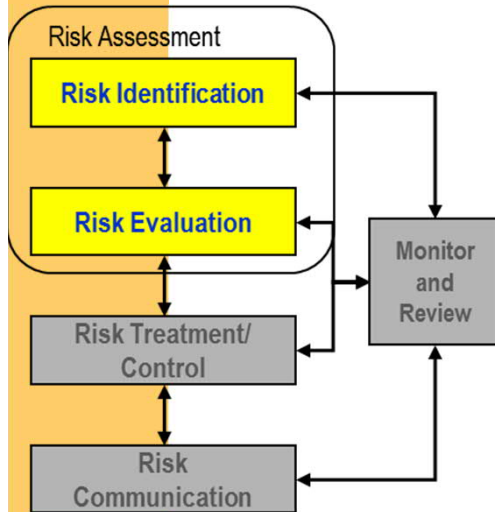 Risk Assessment
Risk Identification
Risk Evaluation
Monitor
and
Review
Risk Treatment/
Control
Risk
Communication